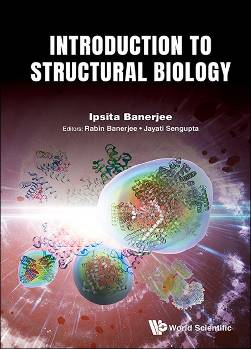 INTRODUCTION TO
STRUCTURAL BIOLOGY
Ipsita Banerjee
Editors: Rabin Banerjee • Jayati Sengupta
World Scientific